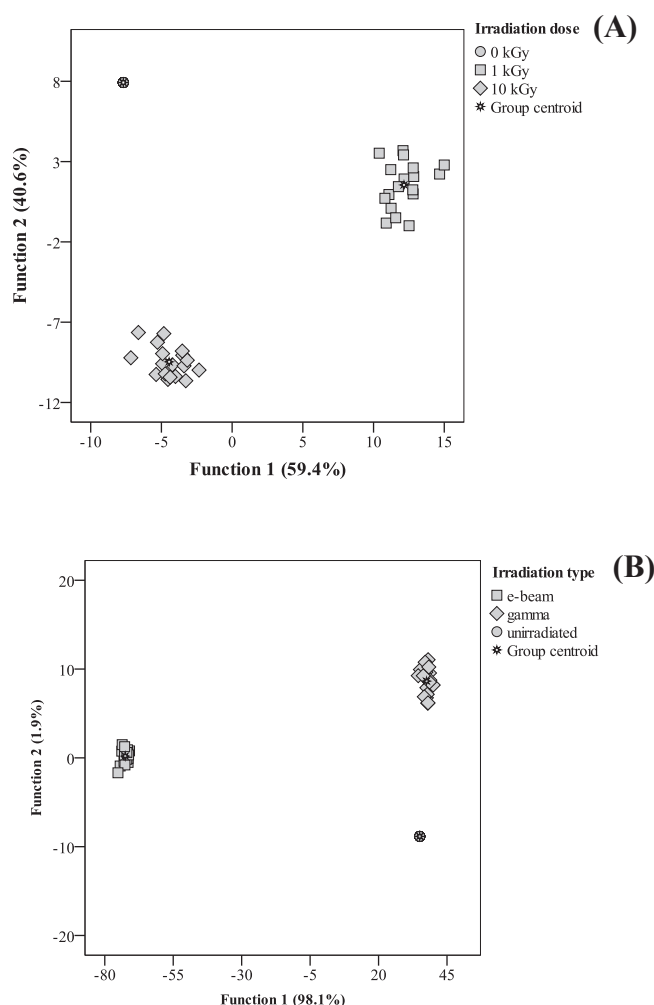 Irradiation dose (A)
0 kGy
1 kGy
10 kGy
Group centroid
8
3
-2
-7
-12
Function 2 (40.6%)
-10 -5 0 5 10 15
Function 1 (59.4%)
Irradiation type (B)
e-beam
gamma
unirradiated
Group centroid
20
10
0
-10
-20
Function 2 (1.9%)
-80 -55 -30 -5 20 45
Function 1 (98.1%)